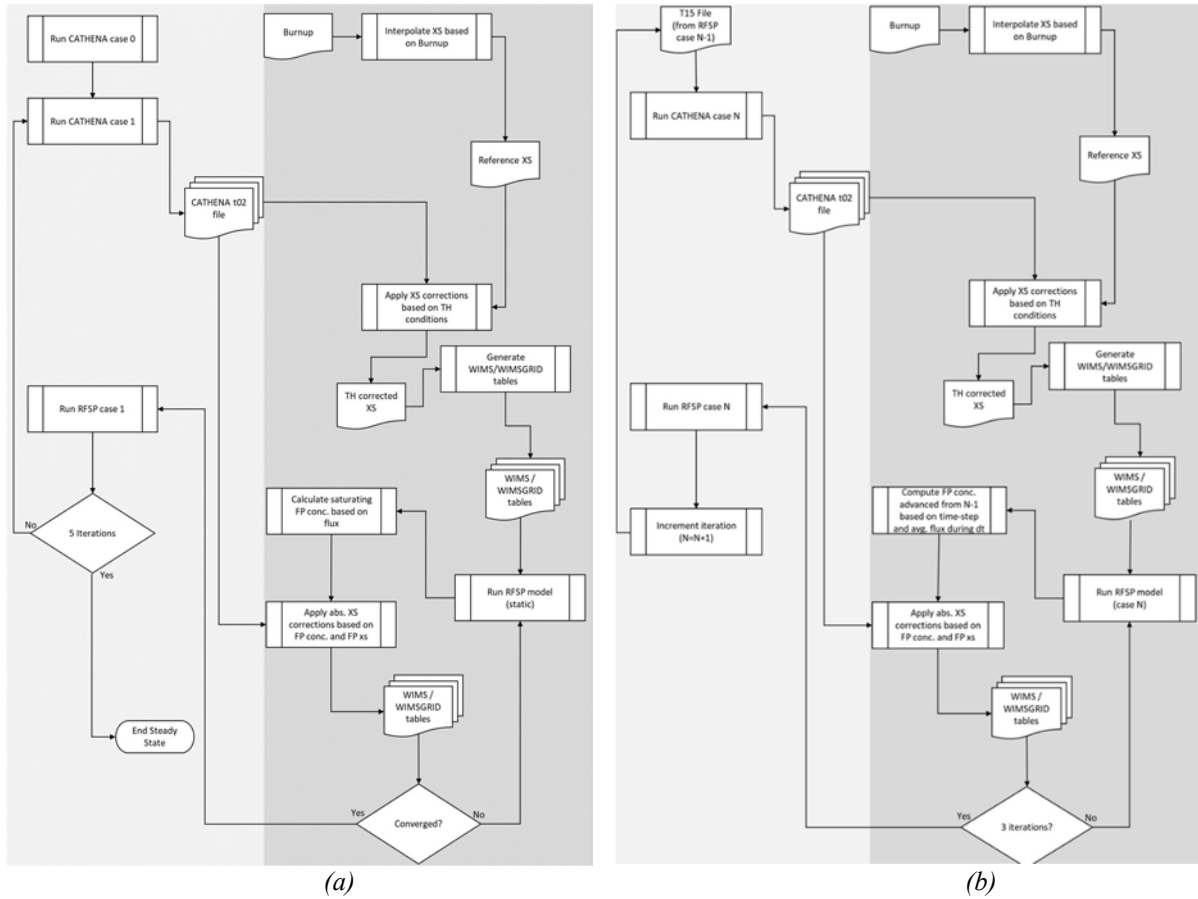 Run CATHENA case 0
Run CATHENA case 1
Burnup
Interpolate XS based
on Burnup
Reference XS
CATHENA t02
file
Apply XS corrections
based on TH
conditions
Generate
WIMS/WIMSGRID
tables
TH corrected
XS
Run RFSP case 1
WIMS /
WIMSGRID
tables
Calculate saturating
FP conc. based on
flux
No
5 Iterations
Yes
Run RFSP model
(static)
Apply abs. XS
corrections based on
FP conc. and FP xs
WIMS /
WIMSGRID
tables
End Steady
State
Yes
Converged?
No
(a)
T15 File
(from RFSP
case N-1)
Burnup
Interpolate XS based
on Burnup
Run CATHENA case N
Reference XS
CATHENA t02
file
Apply XS corrections
based on TH
conditions
Generate
WIMS/WIMSGRID
tables
TH corrected
XS
Run RFSP case N
WIMS /
WIMSGRID
tables
Compute FP conc.
advanced from N-1
based on time-step
and avg. flux during dt
Increment iteration
(N=N+1)
Run RFSP model
(case N)
Apply abs. XS
corrections based on
FP conc. and FP xs
WIMS /
WIMSGRID
tables
Yes
3 iterations?
No
(b)